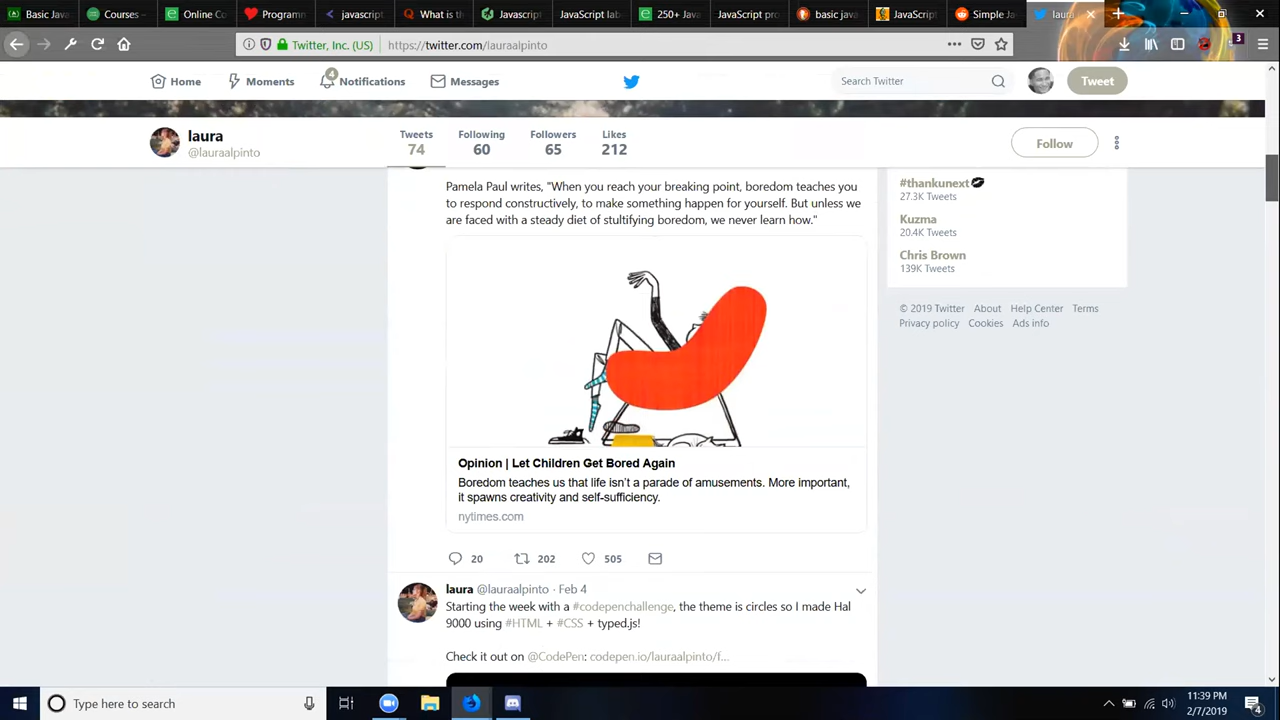 Basic Java
Courses –
Online Co
Programm
javascript
What is th
Javascript
JavaScript lab
250+ Java
JavaScript pro
basic java
JavaScript
Simple Ja
laura
Twitter, Inc. (US)
https://twitter.com/lauraalpinto
3
Home
Moments
4
Notifications
Messages
Search Twitter
Tweet
laura
@lauraalpinto
Tweets
74
Following
60
Followers
65
Likes
212
Follow
Pamela Paul writes, "When you reach your breaking point, boredom teaches you
to respond constructively, to make something happen for yourself. But unless we
are faced with a steady diet of stultifying boredom, we never learn how."
Opinion | Let Children Get Bored Again
Boredom teaches us that life isn't a parade of amusements. More important,
it spawns creativity and self-sufficiency.
nytimes.com
20
202
505
laura @lauraalpinto · Feb 4
Starting the week with a #codepenchallenge, the theme is circles so I made Hal
9000 using #HTML + #CSS + typed.js!
Check it out on @CodePen: codepen.io/lauraalpinto/f...
#thankunext
27.3K Tweets
Kuzma
20.4K Tweets
Chris Brown
139K Tweets
© 2019 Twitter About Help Center Terms
Privacy policy Cookies Ads info
Type here to search
11:39 PM
2/7/2019
4